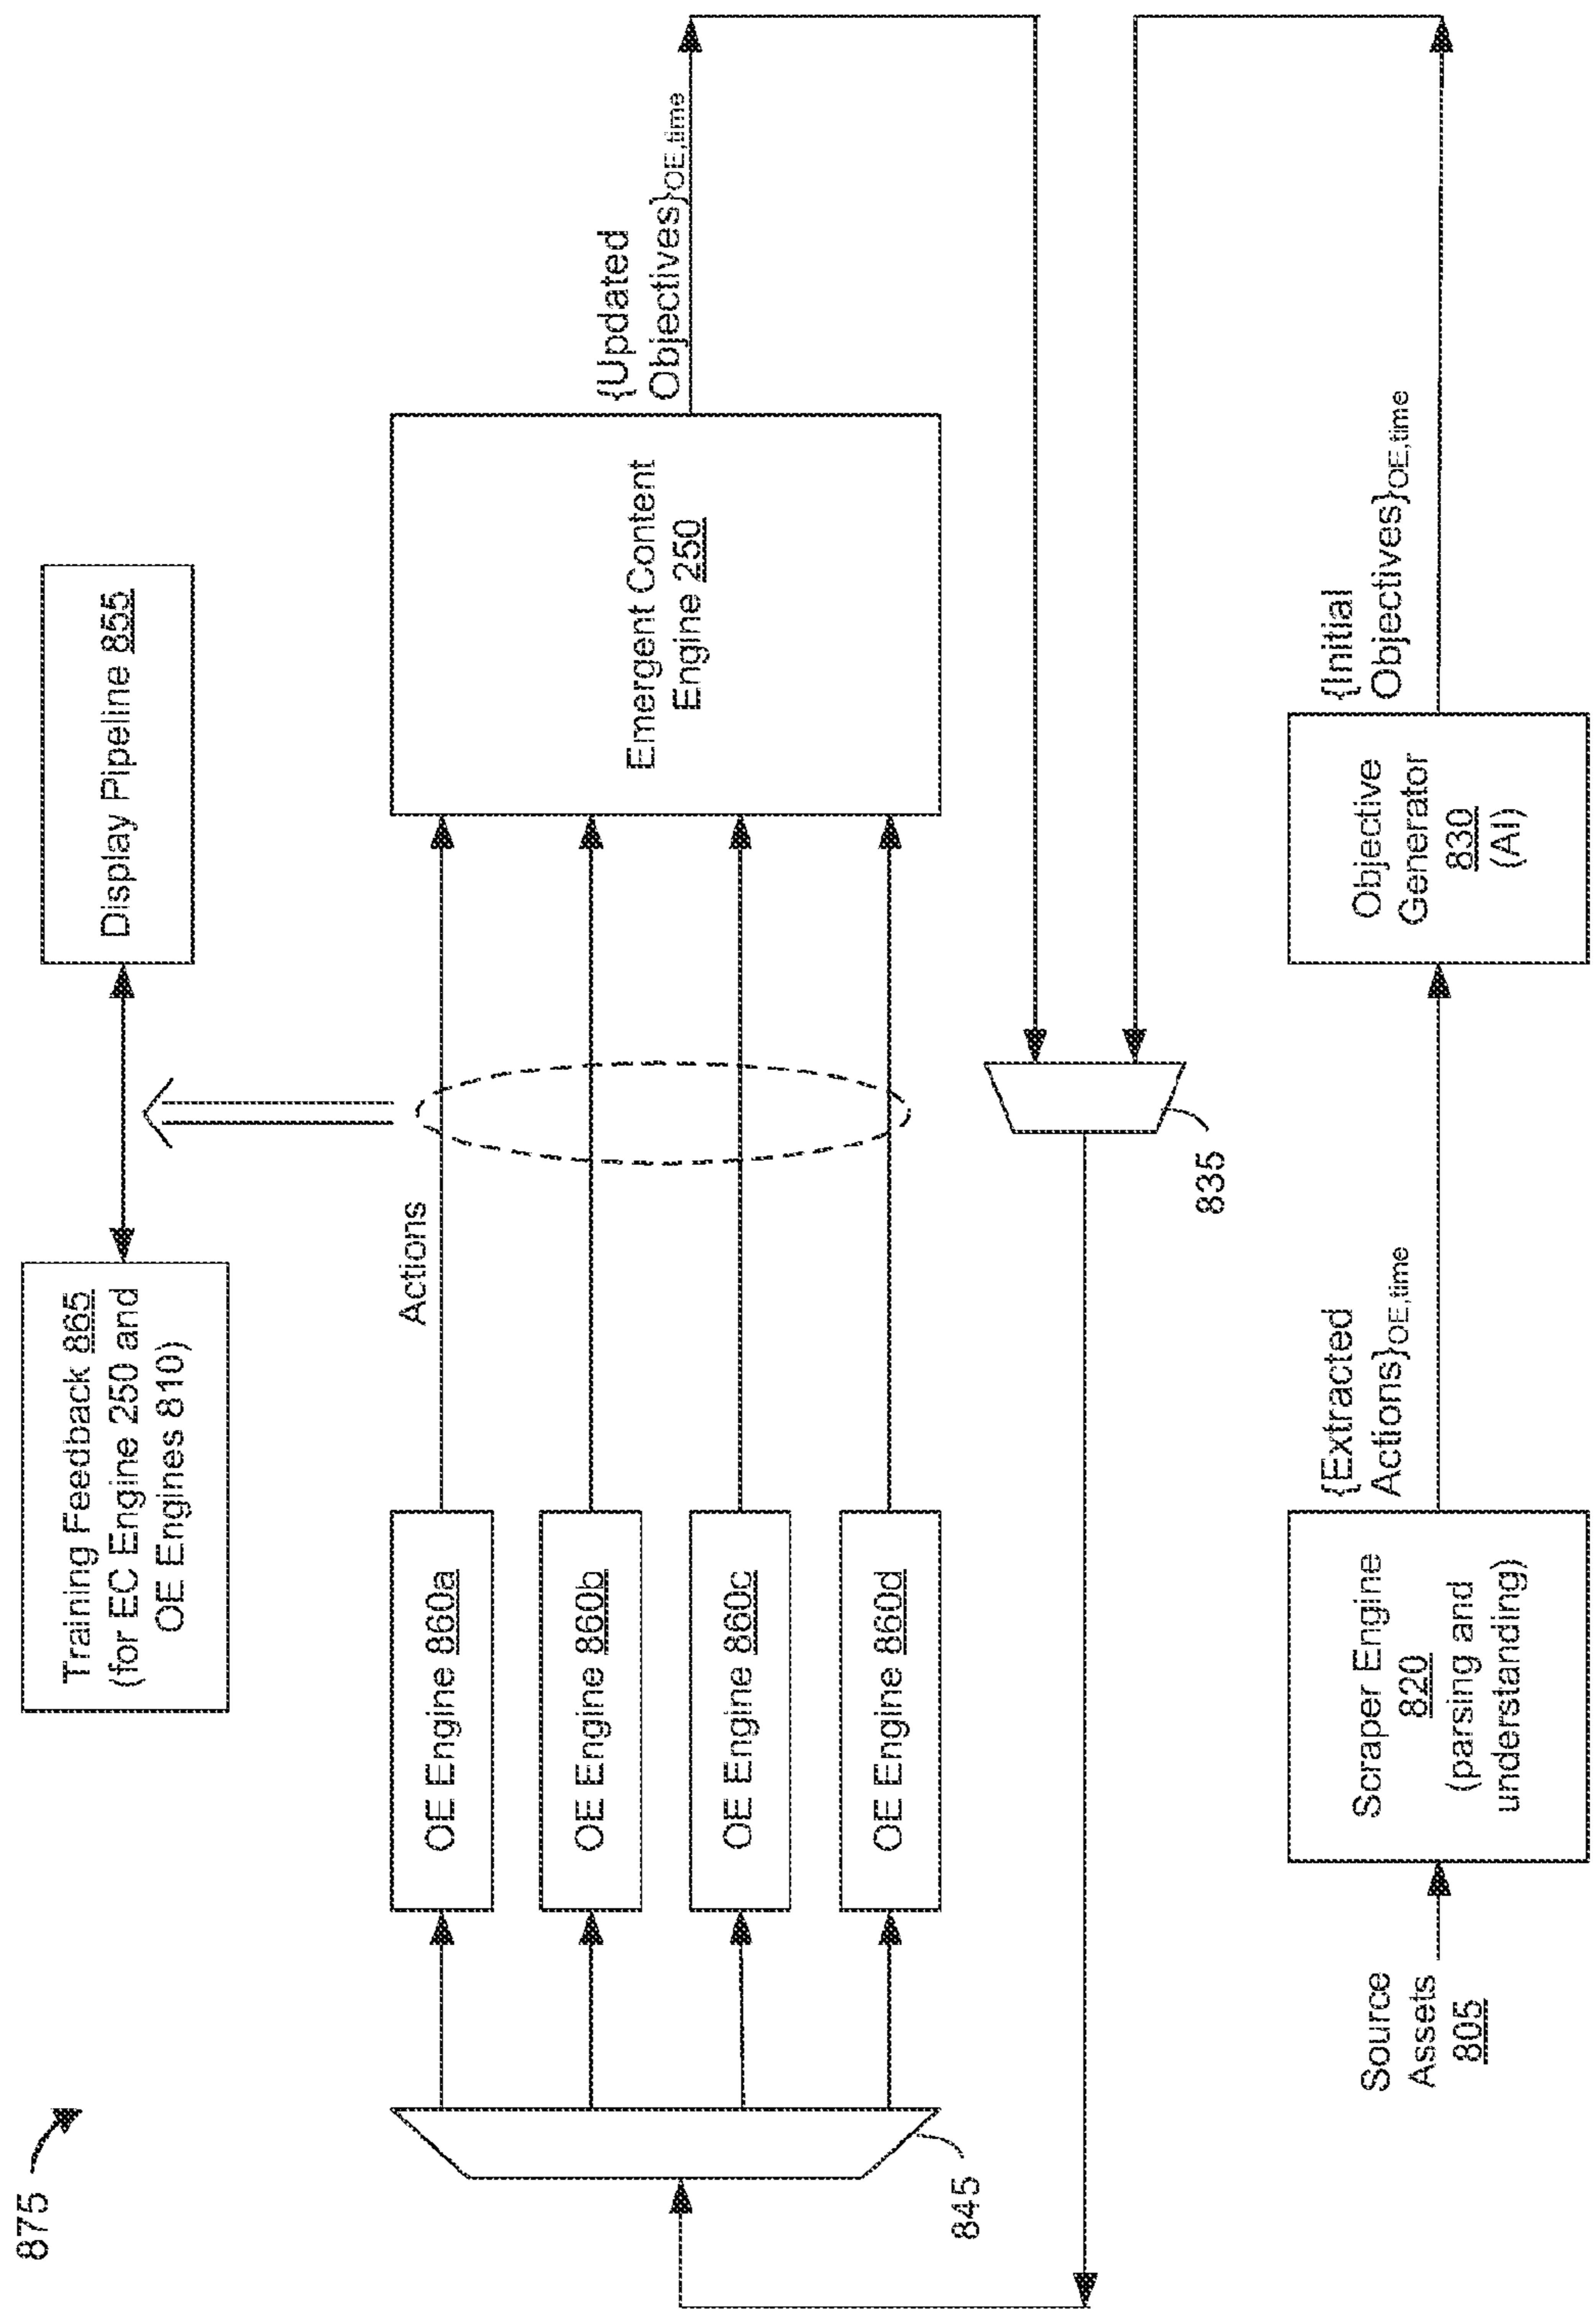 875
Training Feedback 865
(for EC Engine 250 and
OE Engines 810)
Display Pipeline 855
OE Engine 860a
OE Engine 860b
OE Engine 860c
OE Engine 860d
Actions
Emergent Content
Engine 250
{Updated
Objectives}OE,time
845
835
Source
Assets
805
Scraper Engine
820
(parsing and
understanding)
{Extracted
Actions}OE,time
Objective
Generator
830
(AI)
{Initial
Objectives}OE,time